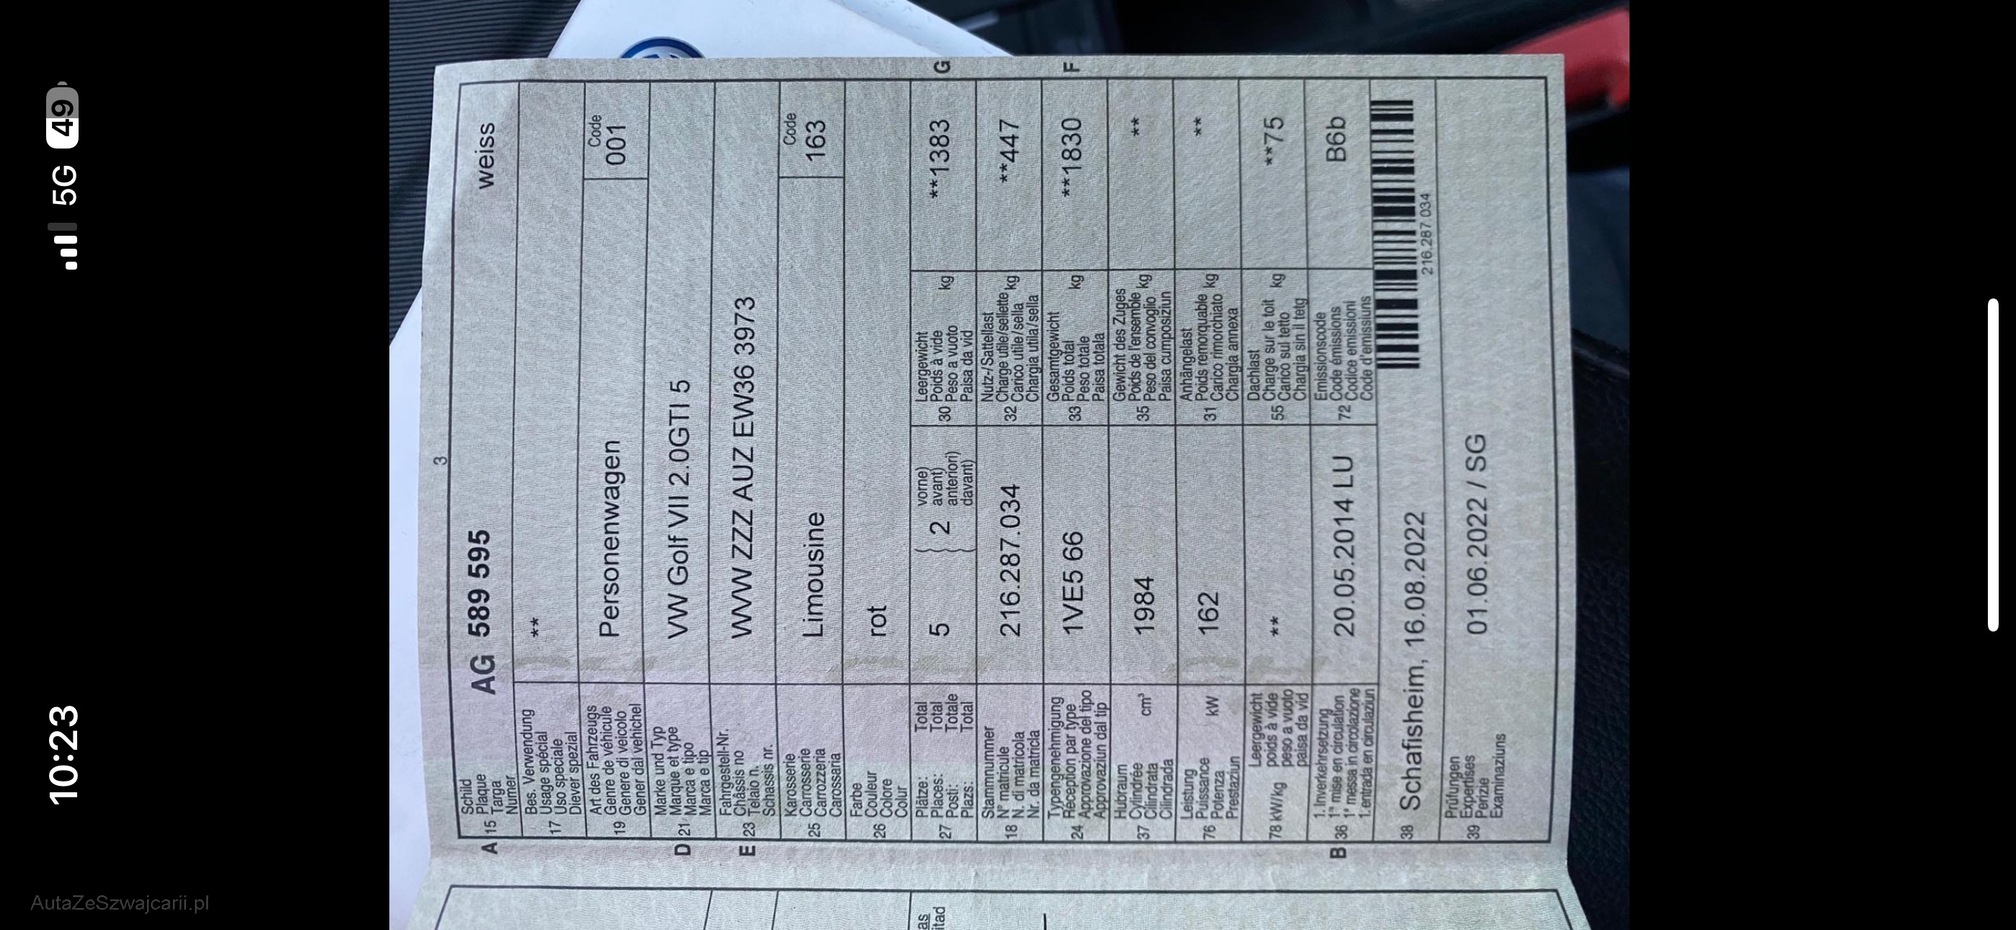 10:23
5G 49
3
A 15 Schild Plaque Targa Numer AG 589 595 weiss
17 Bes. Verwendung Usage spécial Uso speciale Diever spezial **
19 Art des Fahrzeugs Genre de véhicule Genere di veicolo Gener dal vehichel Personenwagen Code 001
D 21 Marke und Typ Marque et type Marca e tipo Marca e tip VW Golf VII 2.0GTI 5
E 23 Fahrgestell-Nr. Châssis no Telaio n. Schassis nr. WVW ZZZ AUZ EW36 3973
25 Karosserie Carrosserie Carrozzeria Carossaria Limousine Code 163
26 Farbe Couleur Colore Colur rot
27 Plätze: Places: Posti: Plazs: Total Total Totale Total 5 2 vorne) avant) anteriori) davant)
30 Leergewicht Poids à vide Peso a vuoto Paisa da vid kg **1383 G
18 Stammnummer N° matricule N. di matricola Nr. da matricla 216.287.034
32 Nutz-/Sattellast Charge utile/sellette Carico utile/sella Chargia utila/sella kg **447
24 Typengenehmigung Réception par type Approvazione del tipo Approvaziun dal tip 1VE5 66
33 Gesamtgewicht Poids total Peso totale Paisa totala kg **1830 F
37 Hubraum Cylindrée Cilindrata Cilindrada cm³ 1984
35 Gewicht des Zuges Poids de l'ensemble Peso del convoglio Paisa cumposiziun kg **
76 Leistung Puissance Potenza Prestaziun kW 162
31 Anhängelast Poids remorquable Carico rimorchiato Chargia annexa kg **
78 kW/kg Leergewicht poids à vide peso a vuoto paisa da vid **
55 Dachlast Charge sur le toit Carico sul tetto Chargia sin il tetg kg **75
B 36 1. Inverkehrsetzung 1re mise en circulation 1a messa in circolazione 1. entrada en circulaziun 20.05.2014 LU
72 Emissionscode Code émissions Codice emissioni Code d'emissiuns B6b
38 Schafisheim, 16.08.2022
216.287 034
39 Prüfungen Expertises Perizie Examinaziuns 01.06.2022 / SG
as
itad
AutaZeSzwajcarii.pl